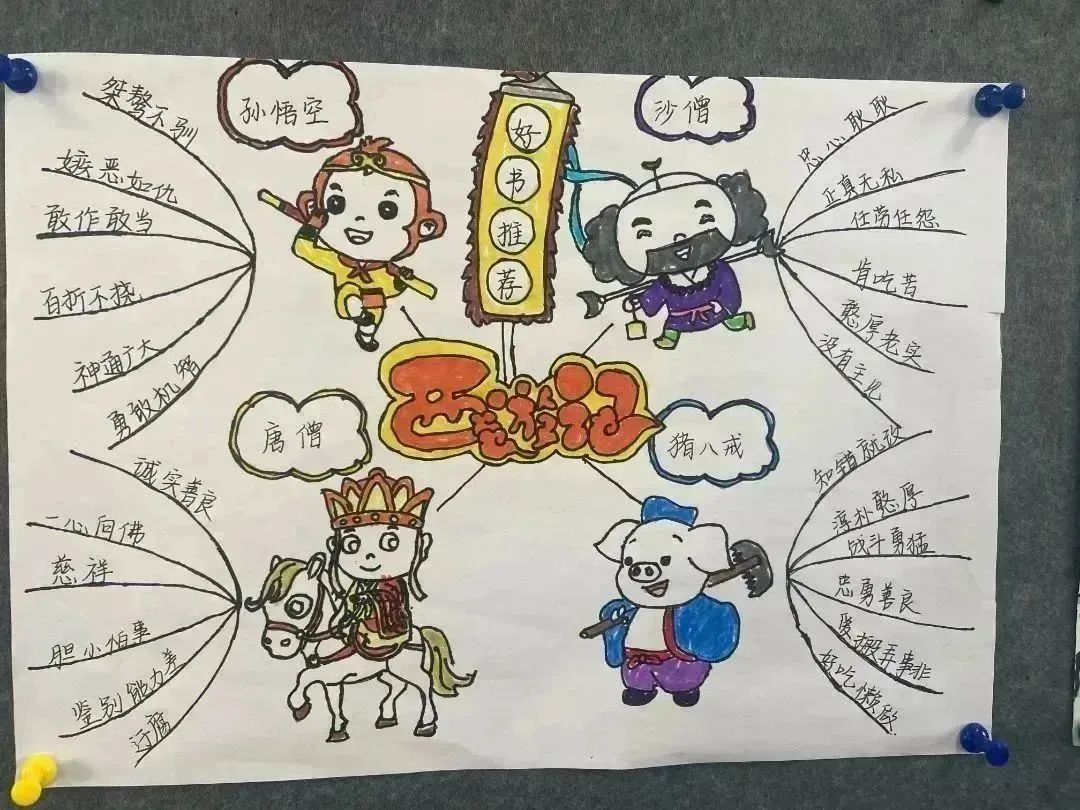 孙悟空
桀骜不别
嫉恶如仇
敢作敢当
百折不挠
神通广大
勇敢机智
好书推荐
沙僧
忠心耿耿
正真无私
任劳任怨
肯吃苦
憨厚老实
没有主见
西游记
唐僧
诚实善良
一心向佛
慈祥
胆小怕事
鉴别能力差
迂腐
猪八戒
知错就改
淳朴憨厚
战斗勇猛
忠勇善良
爱搬弄事非
好吃懒做